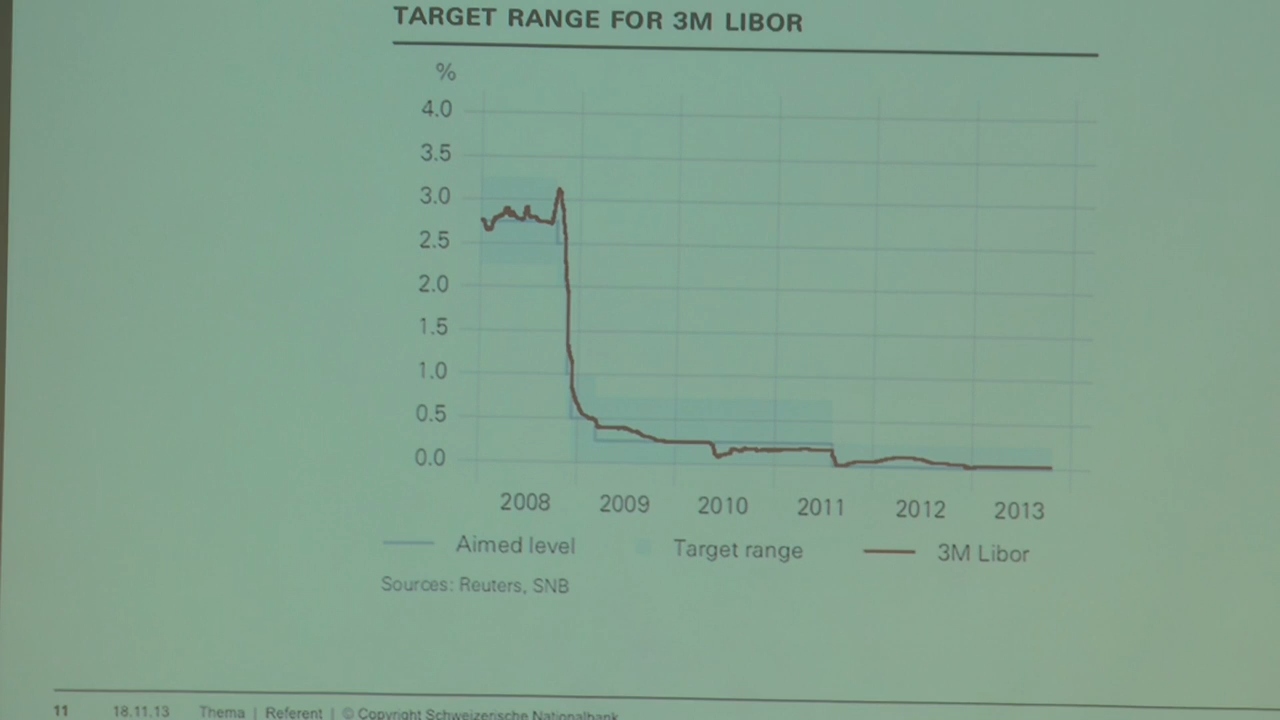 TARGET RANGE FOR 3M LIBOR
%
4.0
3.5
3.0
2.5
2.0
1.5
1.0
0.5
0.0
2008 2009 2010 2011 2012 2013
Aimed level Target range 3M Libor
Sources: Reuters, SNB
11 18.11.13 Thema | Referent | © Copyright Schweizerische Nationalbank